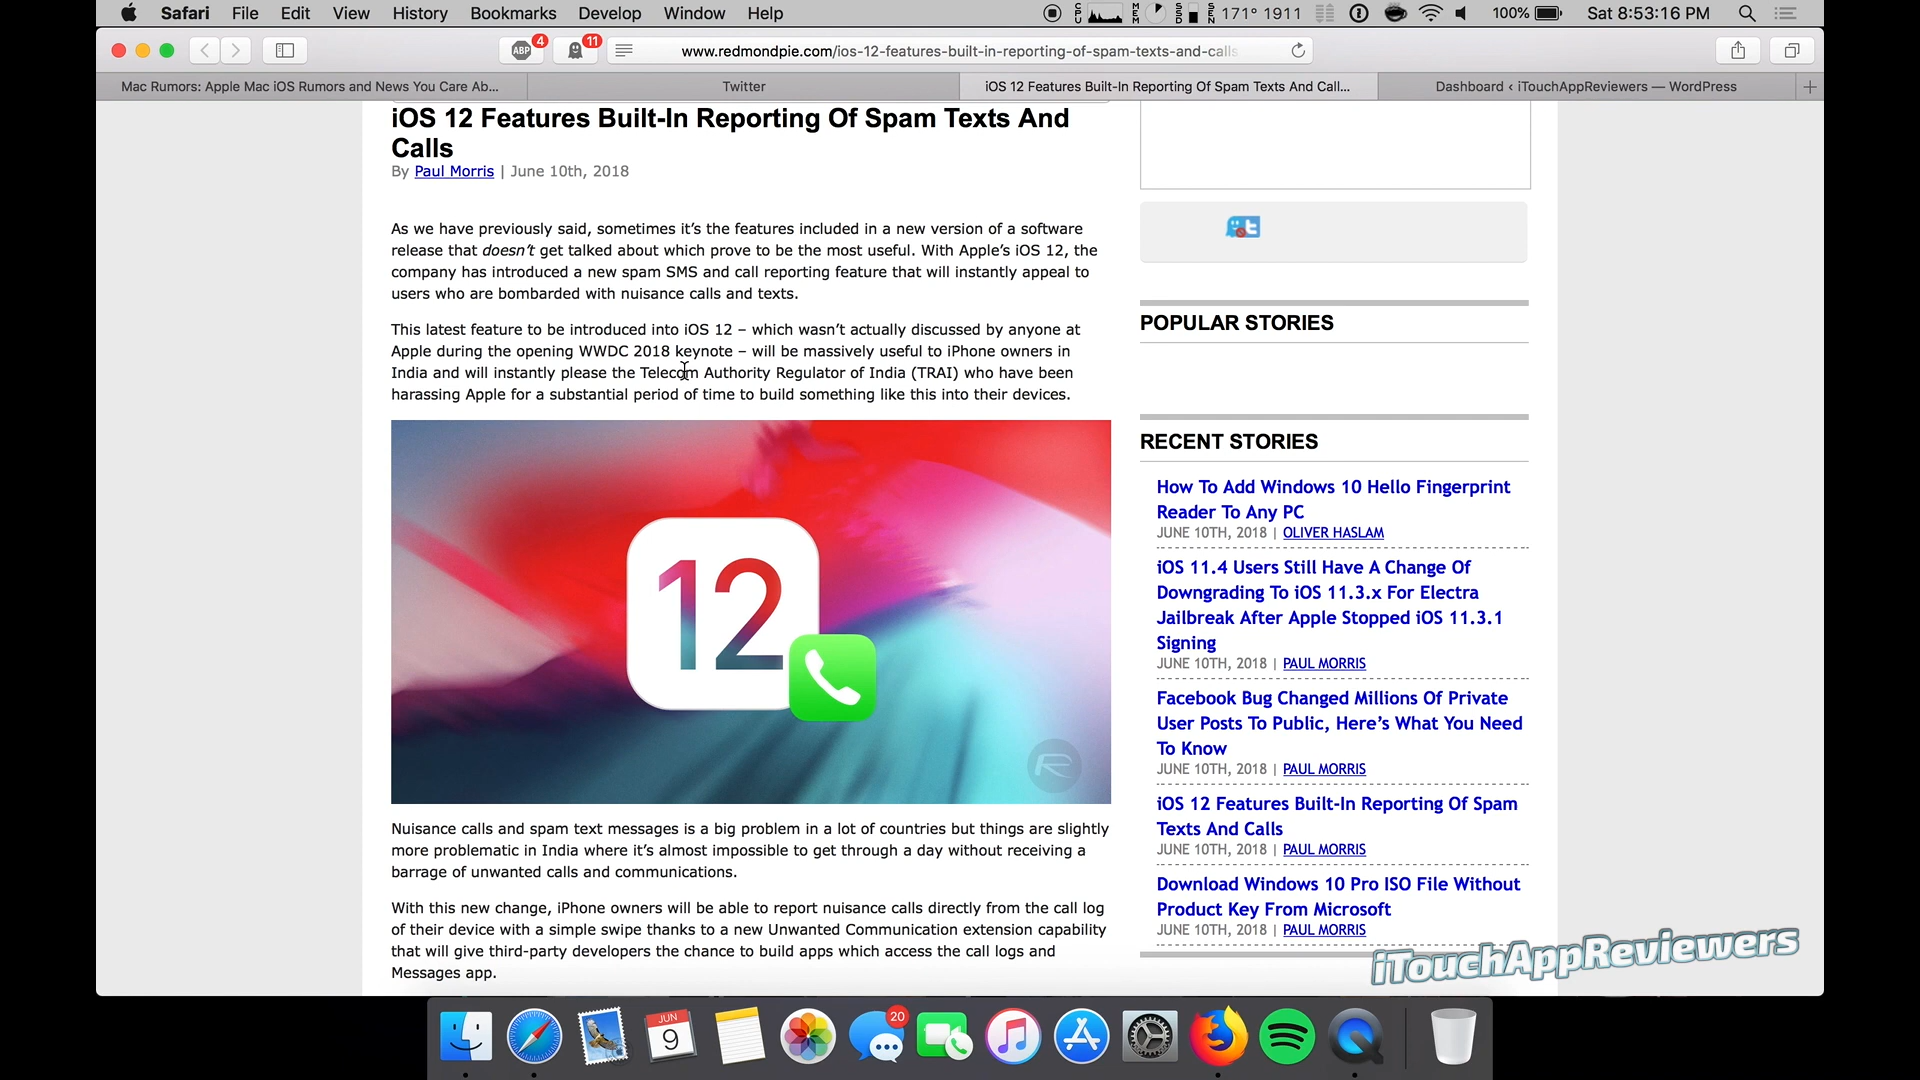 Safari File Edit View History Bookmarks Develop Window Help
CPU MEM SSD SEN 171° 1911 100% Sat 8:53:16 PM
ABP 4 11 www.redmondpie.com/ios-12-features-built-in-reporting-of-spam-texts-and-calls
Mac Rumors: Apple Mac iOS Rumors and News You Care Ab... Twitter iOS 12 Features Built-In Reporting Of Spam Texts And Call... Dashboard ‹ iTouchAppReviewers — WordPress
iOS 12 Features Built-In Reporting Of Spam Texts And
Calls
By Paul Morris | June 10th, 2018
As we have previously said, sometimes it’s the features included in a new version of a software
release that doesn’t get talked about which prove to be the most useful. With Apple’s iOS 12, the
company has introduced a new spam SMS and call reporting feature that will instantly appeal to
users who are bombarded with nuisance calls and texts.
This latest feature to be introduced into iOS 12 – which wasn’t actually discussed by anyone at
Apple during the opening WWDC 2018 keynote – will be massively useful to iPhone owners in
India and will instantly please the Telecom Authority Regulator of India (TRAI) who have been
harassing Apple for a substantial period of time to build something like this into their devices.
12
R
Nuisance calls and spam text messages is a big problem in a lot of countries but things are slightly
more problematic in India where it’s almost impossible to get through a day without receiving a
barrage of unwanted calls and communications.
With this new change, iPhone owners will be able to report nuisance calls directly from the call log
of their device with a simple swipe thanks to a new Unwanted Communication extension capability
that will give third-party developers the chance to build apps which access the call logs and
Messages app.
POPULAR STORIES
RECENT STORIES
How To Add Windows 10 Hello Fingerprint
Reader To Any PC
JUNE 10TH, 2018 | OLIVER HASLAM
iOS 11.4 Users Still Have A Change Of
Downgrading To iOS 11.3.x For Electra
Jailbreak After Apple Stopped iOS 11.3.1
Signing
JUNE 10TH, 2018 | PAUL MORRIS
Facebook Bug Changed Millions Of Private
User Posts To Public, Here’s What You Need
To Know
JUNE 10TH, 2018 | PAUL MORRIS
iOS 12 Features Built-In Reporting Of Spam
Texts And Calls
JUNE 10TH, 2018 | PAUL MORRIS
Download Windows 10 Pro ISO File Without
Product Key From Microsoft
JUNE 10TH, 2018 | PAUL MORRIS
iTouchAppReviewers
JUN
9
20